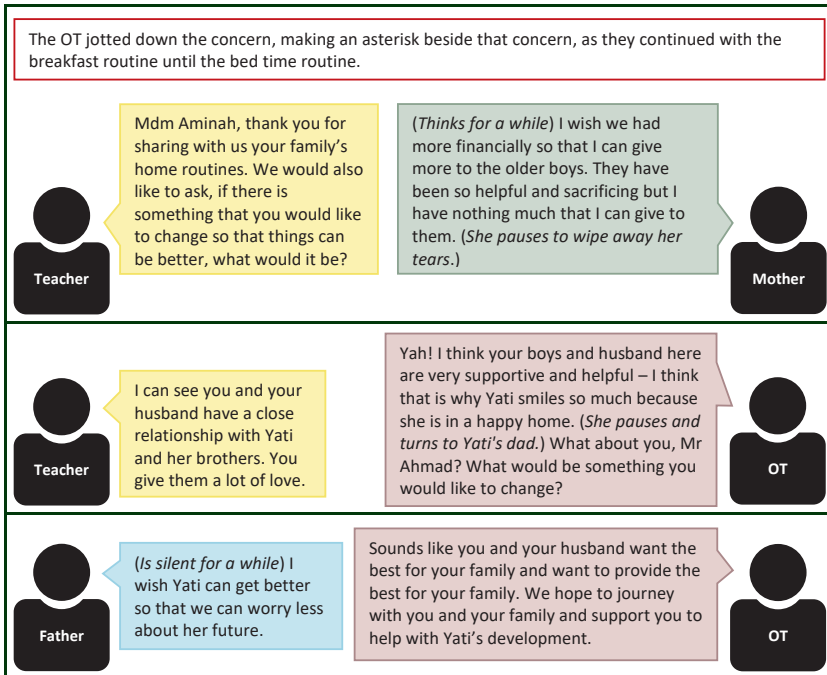 The OT jotted down the concern, making an asterisk beside that concern, as they continued with the
breakfast routine until the bed time routine.
Mdm Aminah, thank you for
sharing with us your family's
home routines. We would also
like to ask, if there is
something that you would like
to change so that things can
be better, what would it be?
Teacher
(Thinks for a while) I wish we had
more financially so that I can give
more to the older boys. They have
been so helpful and sacrificing but I
have nothing much that I can give to
them. (She pauses to wipe away her
tears.)
Mother
I can see you and your
husband have a close
relationship with Yati
and her brothers. You
give them a lot of love.
Teacher
Yah! I think your boys and husband here
are very supportive and helpful – I think
that is why Yati smiles so much because
she is in a happy home. (She pauses and
turns to Yati's dad.) What about you, Mr
Ahmad? What would be something you
would like to change?
OT
(Is silent for a while) I
wish Yati can get better
so that we can worry less
about her future.
Father
Sounds like you and your husband want the
best for your family and want to provide the
best for your family. We hope to journey
with you and your family and support you to
help with Yati's development.
OT